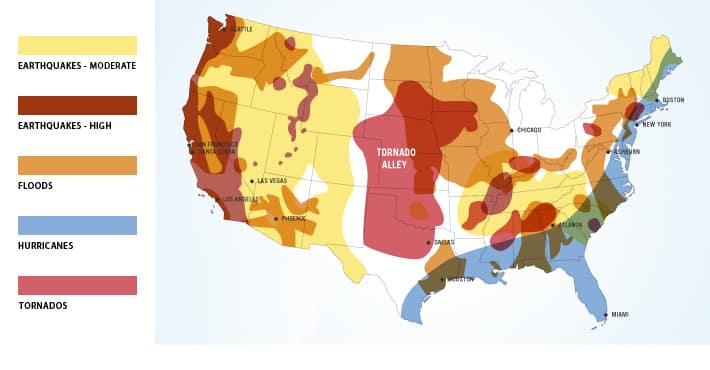 EARTHQUAKES - MODERATE
EARTHQUAKES - HIGH
FLOODS
HURRICANES
TORNADOS
SEATTLE
SAN FRANCISCO
SANTA CLARA
LAS VEGAS
LOS ANGELES
PHOENIX
TORNADO
ALLEY
DALLAS
HOUSTON
CHICAGO
BOSTON
NEW YORK
ASHBURN
ATLANTA
MIAMI